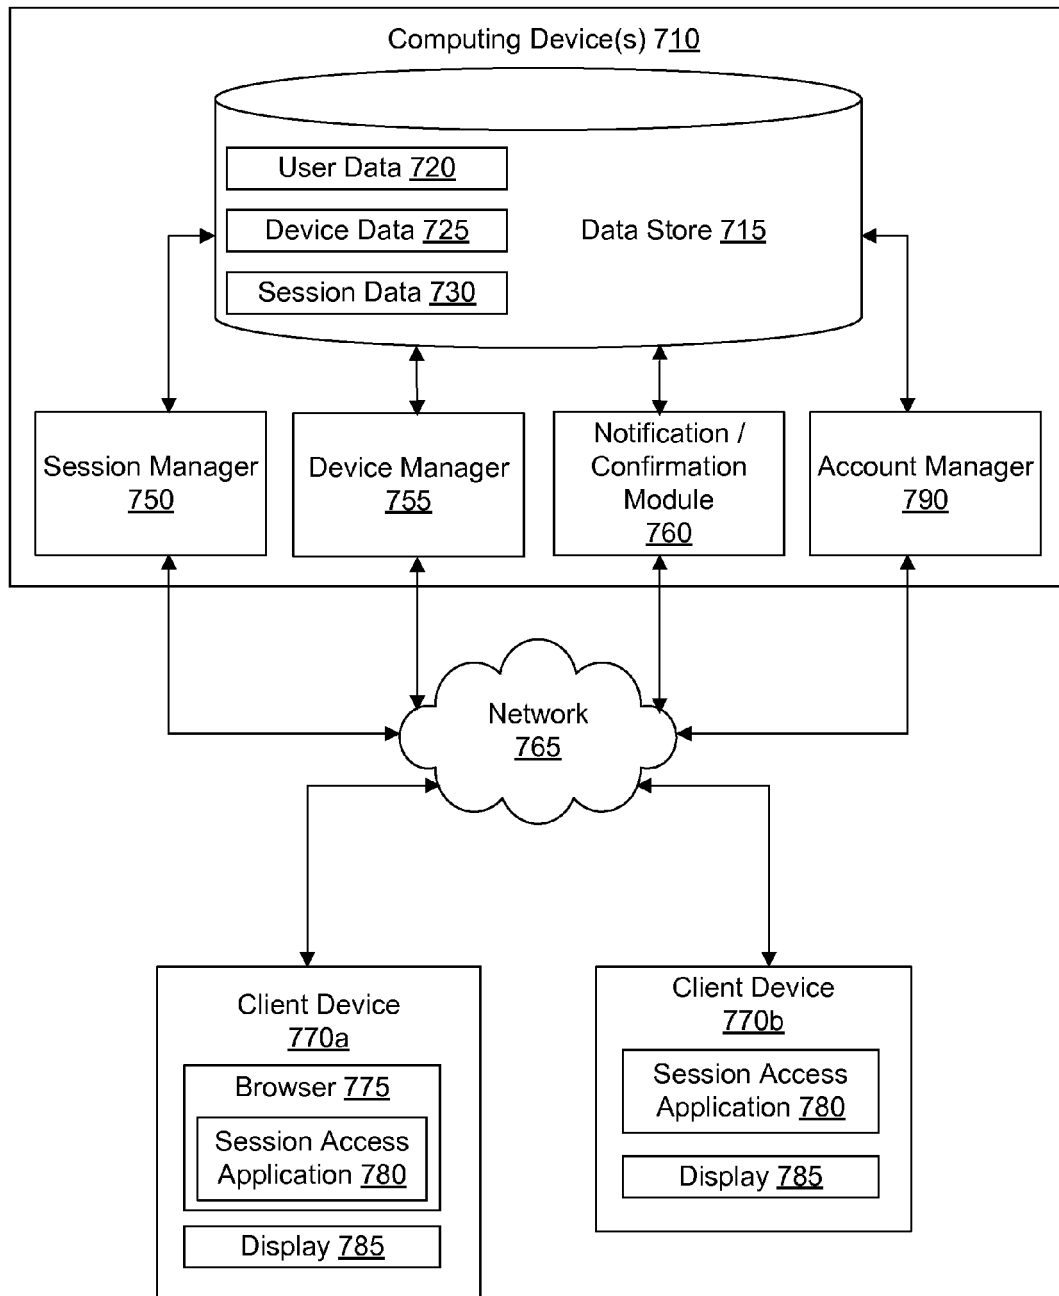 Computing Device(s) 710
User Data 720
Device Data 725
Data Store 715
Session Data 730
Session Manager
750
Device Manager
755
Notification /
Confirmation
Module
760
Account Manager
790
Network
765
Client Device
770a
Browser 775
Session Access
Application 780
Display 785
Client Device
770b
Session Access
Application 780
Display 785